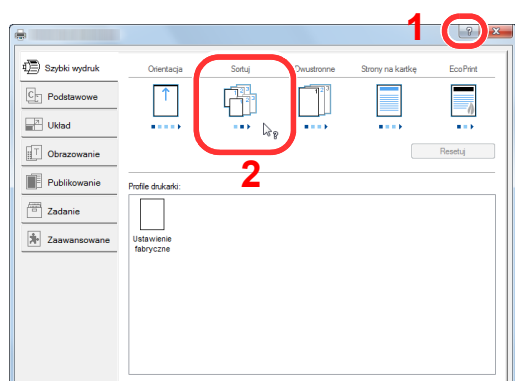 1
?
X
Szybki wydruk
Orientacja
Sortuj
Dwustronne
Strony na kartkę
EcoPrint
Podstawowe
Układ
Obrazowanie
Resetuj
2
Publikowanie
Profile drukarki:
Zadanie
Zaawansowane
Ustawienie
fabryczne